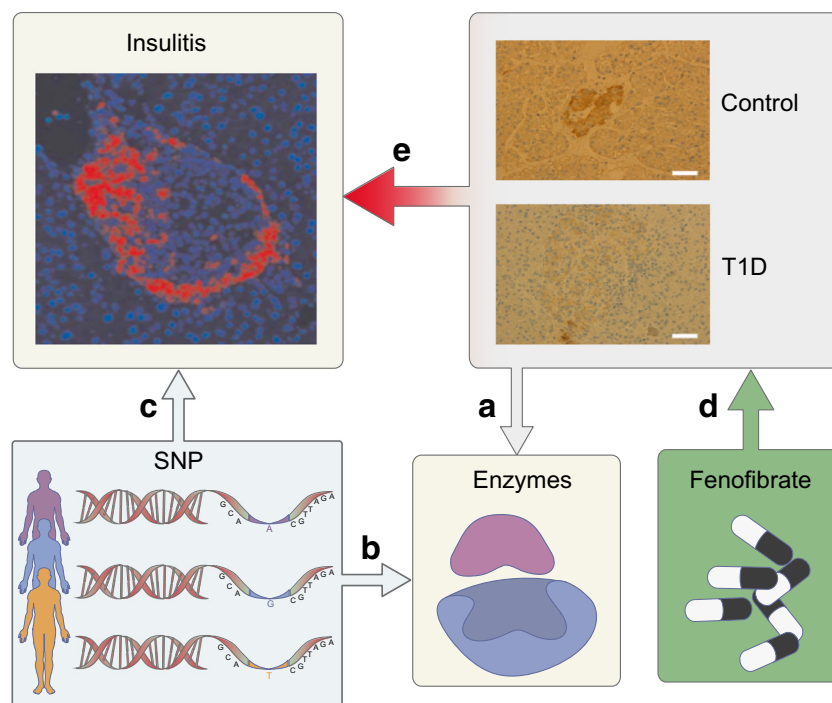 Insulitis
Control
e
T1D
c
a
d
SNP
Enzymes
Fenofibrate
b
GCA A CGTTAGA
GCA G CGTTAGA
GCA T CGTTAGA